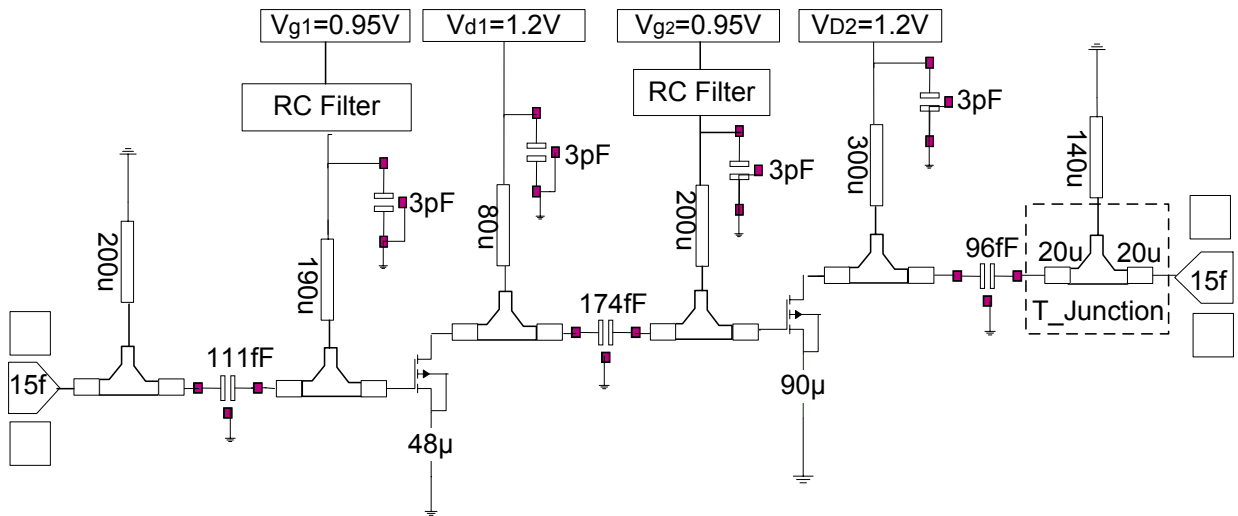 Vg1=0.95V
Vd1=1.2V
Vg2=0.95V
VD2=1.2V
RC Filter
RC Filter
3pF
3pF
3pF
3pF
200u
190u
80u
200u
300u
140u
111fF
174fF
96fF
20u
20u
T_Junction
15f
15f
48µ
90µ